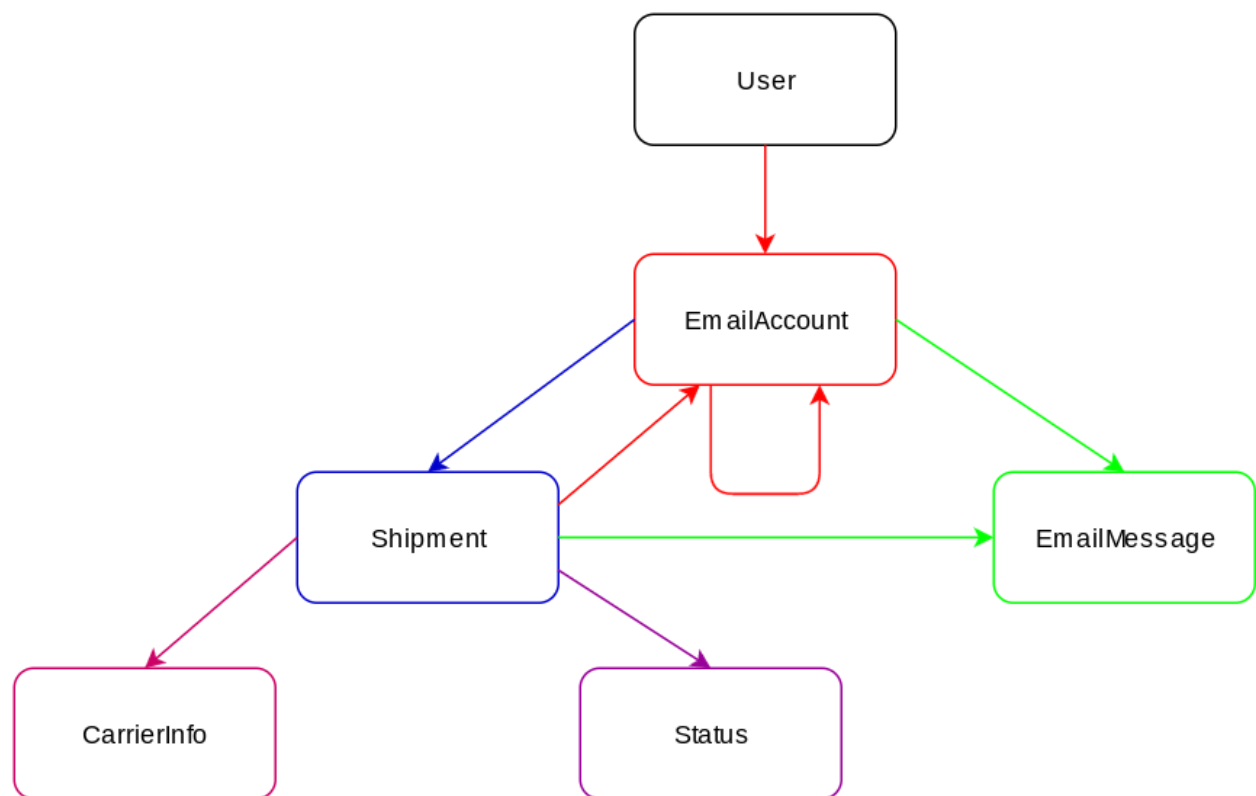 User
EmailAccount
Shipment
EmailMessage
CarrierInfo
Status